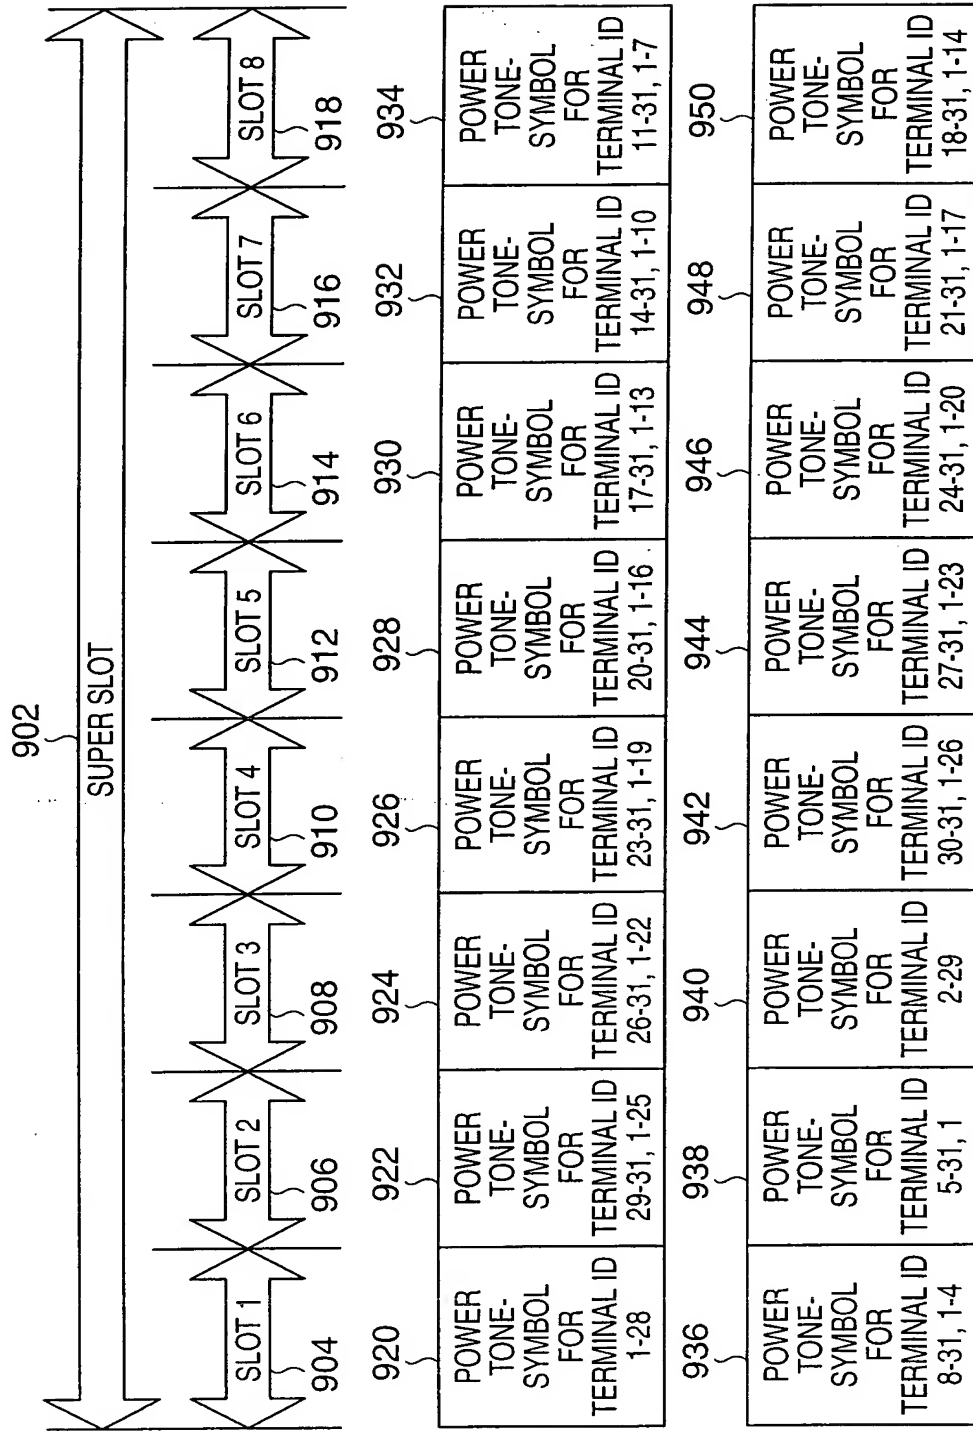 902
SUPER SLOT
SLOT 1
SLOT 2
SLOT 3
SLOT 4
SLOT 5
SLOT 6
SLOT 7
SLOT 8
904
906
908
910
912
914
916
918
920
POWER
TONE-
SYMBOL
FOR
TERMINAL ID
1-28
922
POWER
TONE-
SYMBOL
FOR
TERMINAL ID
29-31, 1-25
924
POWER
TONE-
SYMBOL
FOR
TERMINAL ID
26-31, 1-22
926
POWER
TONE-
SYMBOL
FOR
TERMINAL ID
23-31, 1-19
928
POWER
TONE-
SYMBOL
FOR
TERMINAL ID
20-31, 1-16
930
POWER
TONE-
SYMBOL
FOR
TERMINAL ID
17-31, 1-13
932
POWER
TONE-
SYMBOL
FOR
TERMINAL ID
14-31, 1-10
934
POWER
TONE-
SYMBOL
FOR
TERMINAL ID
11-31, 1-7
936
POWER
TONE-
SYMBOL
FOR
TERMINAL ID
8-31, 1-4
938
POWER
TONE-
SYMBOL
FOR
TERMINAL ID
5-31, 1
940
POWER
TONE-
SYMBOL
FOR
TERMINAL ID
2-29
942
POWER
TONE-
SYMBOL
FOR
TERMINAL ID
30-31, 1-26
944
POWER
TONE-
SYMBOL
FOR
TERMINAL ID
27-31, 1-23
946
POWER
TONE-
SYMBOL
FOR
TERMINAL ID
24-31, 1-20
948
POWER
TONE-
SYMBOL
FOR
TERMINAL ID
21-31, 1-17
950
POWER
TONE-
SYMBOL
FOR
TERMINAL ID
18-31, 1-14